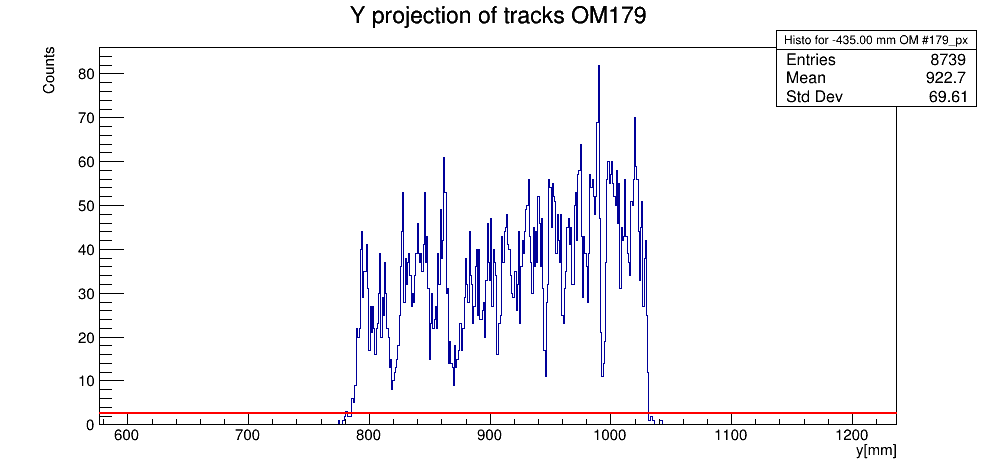 Y projection of tracks OM179
Histo for -435.00 mm OM #179_px
Entries 8739
Mean 922.7
Std Dev 69.61
Counts
80
70
60
50
40
30
20
10
0
600 700 800 900 1000 1100 1200
y[mm]